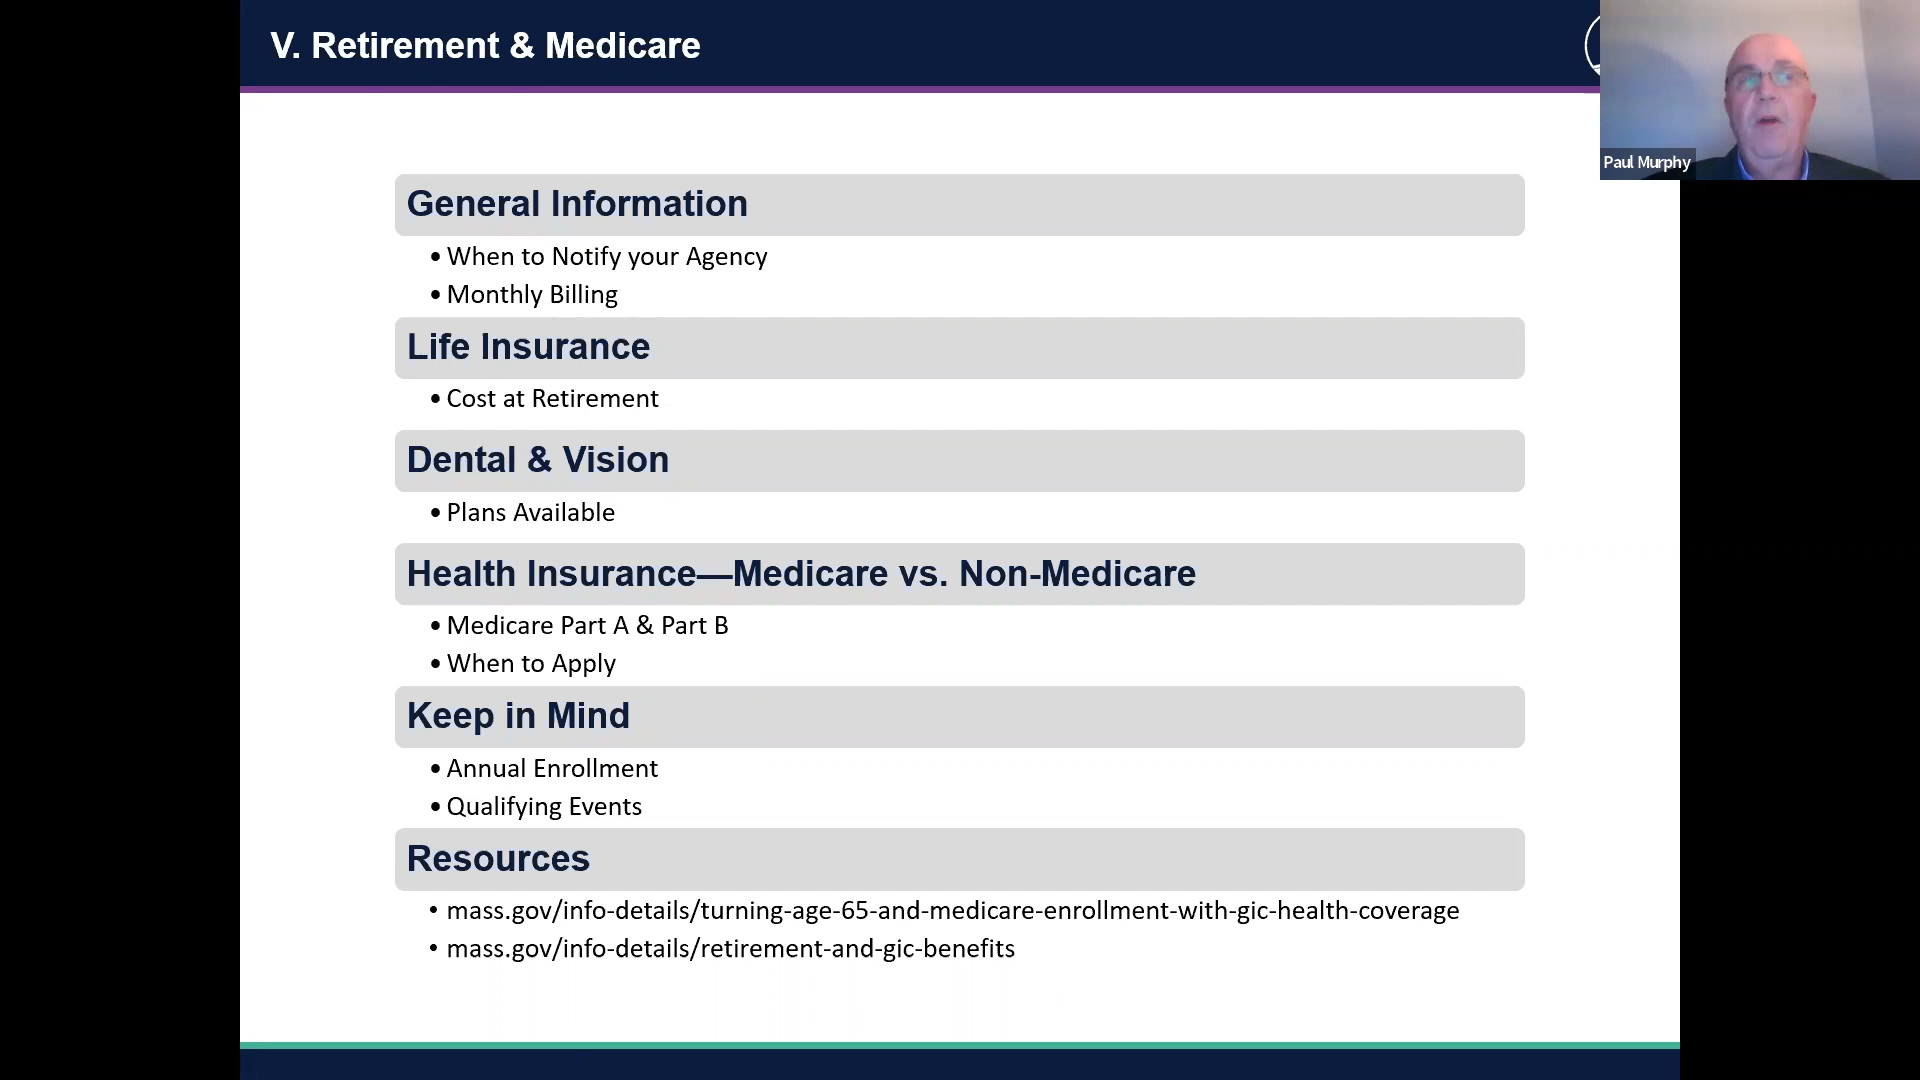 V. Retirement & Medicare
Paul Murphy
General Information
• When to Notify your Agency
• Monthly Billing
Life Insurance
• Cost at Retirement
Dental & Vision
• Plans Available
Health Insurance—Medicare vs. Non-Medicare
• Medicare Part A & Part B
• When to Apply
Keep in Mind
• Annual Enrollment
• Qualifying Events
Resources
• mass.gov/info-details/turning-age-65-and-medicare-enrollment-with-gic-health-coverage
• mass.gov/info-details/retirement-and-gic-benefits